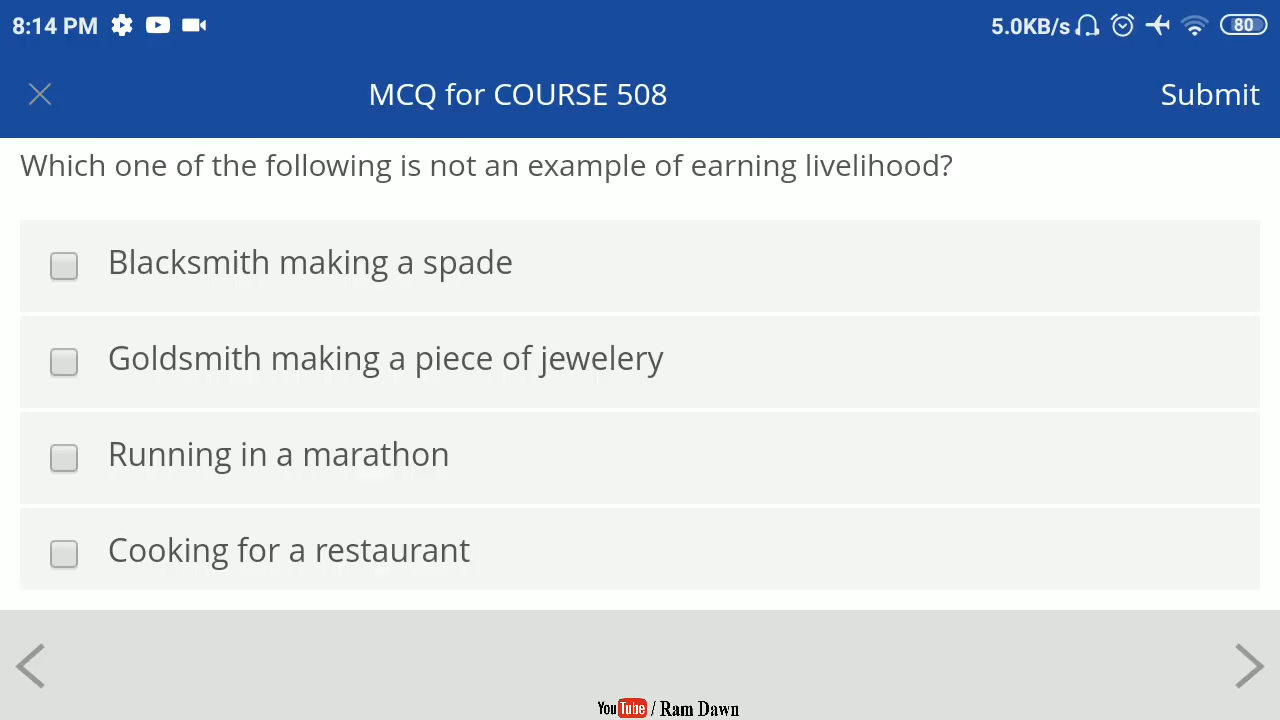 8:14 PM
5.0KB/s
80
MCQ for COURSE 508
Submit
Which one of the following is not an example of earning livelihood?
Blacksmith making a spade
Goldsmith making a piece of jewelery
Running in a marathon
Cooking for a restaurant
YouTube / Ram Dawn